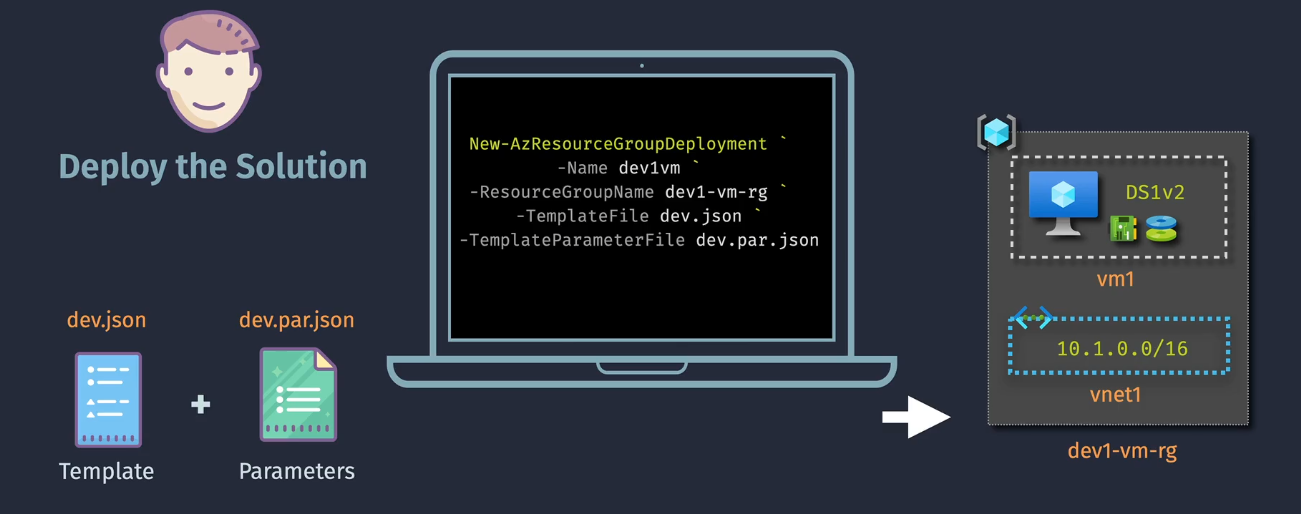 Deploy the Solution
dev.json
dev.par.json
Template
+
Parameters
New-AzResourceGroupDeployment `
-Name dev1vm `
-ResourceGroupName dev1-vm-rg `
-TemplateFile dev.json `
-TemplateParameterFile dev.par.json
DS1v2
vm1
10.1.0.0/16
vnet1
dev1-vm-rg